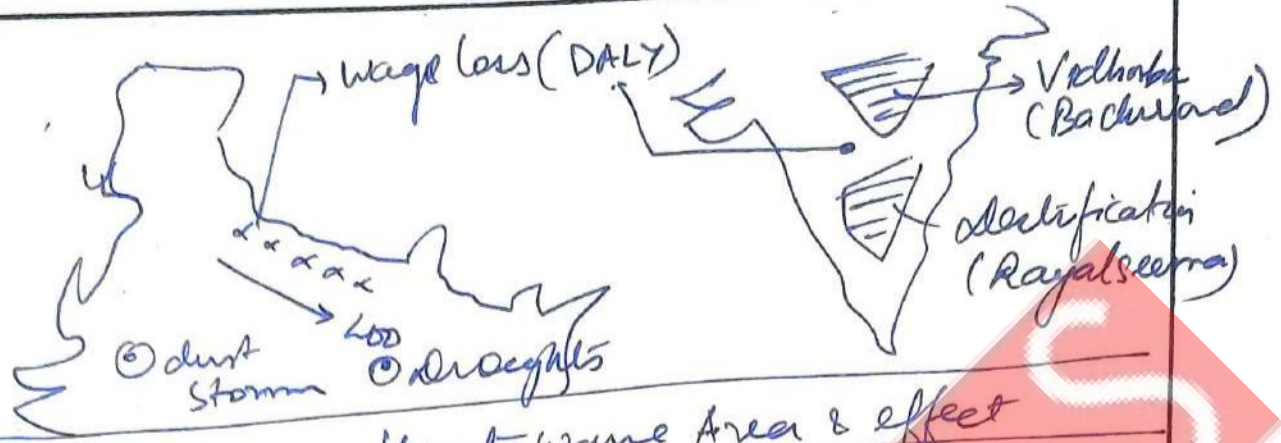 wage loss (DALY)
Vidharba
(Backward)
desertification
(Rayalseema)
x x x x x
LOO
dust
storm
Droughts
Heat wave Area & effect